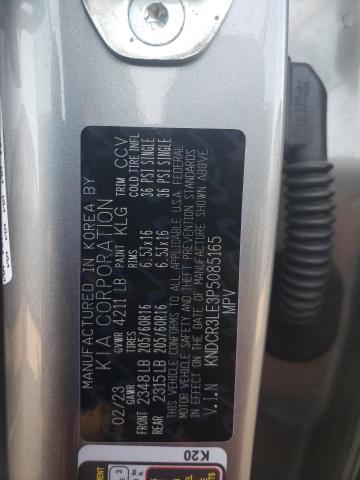 MANUFACTURED IN KOREA BY
KIA CORPORATION
02/23 GVWR 4211 LB PAINT KLG TRIM CCV
TIRES RIMS COLD TIRE INFL
FRONT 2348 LB 205/60R16 6.5Jx16 36 PSI SINGLE
REAR 2315 LB 205/60R16 6.5Jx16 36 PSI SINGLE
THIS VEHICLE CONFORMS TO ALL APPLICABLE U.S.A. FEDERAL
MOTOR VEHICLE SAFETY AND THEFT PREVENTION STANDARDS
IN EFFECT ON THE DATE OF MANUFACTURE SHOWN ABOVE.
V.I.N KNDCR3LE3P5085165
MPV
K20